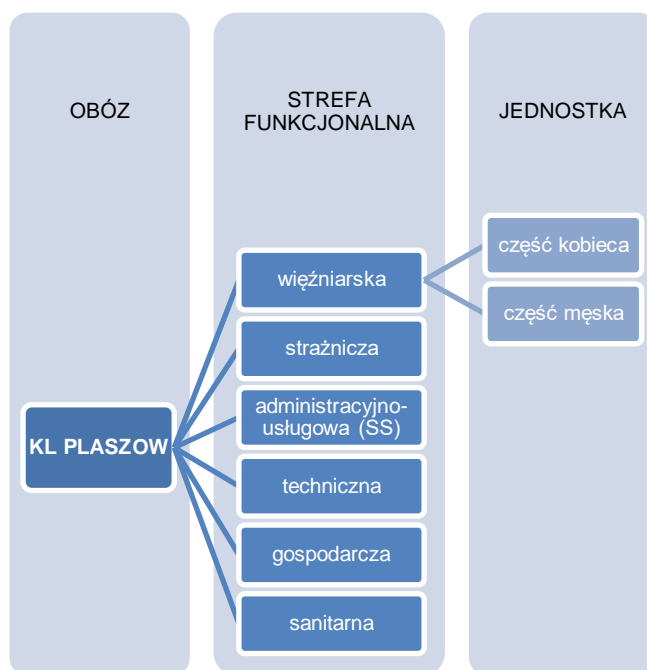 OBÓZ
STREFA
FUNKCJONALNA
JEDNOSTKA
KL PLASZOW
więźniarska
strażnicza
administracyjno-
usługowa (SS)
techniczna
gospodarcza
sanitarna
część kobieca
część męska